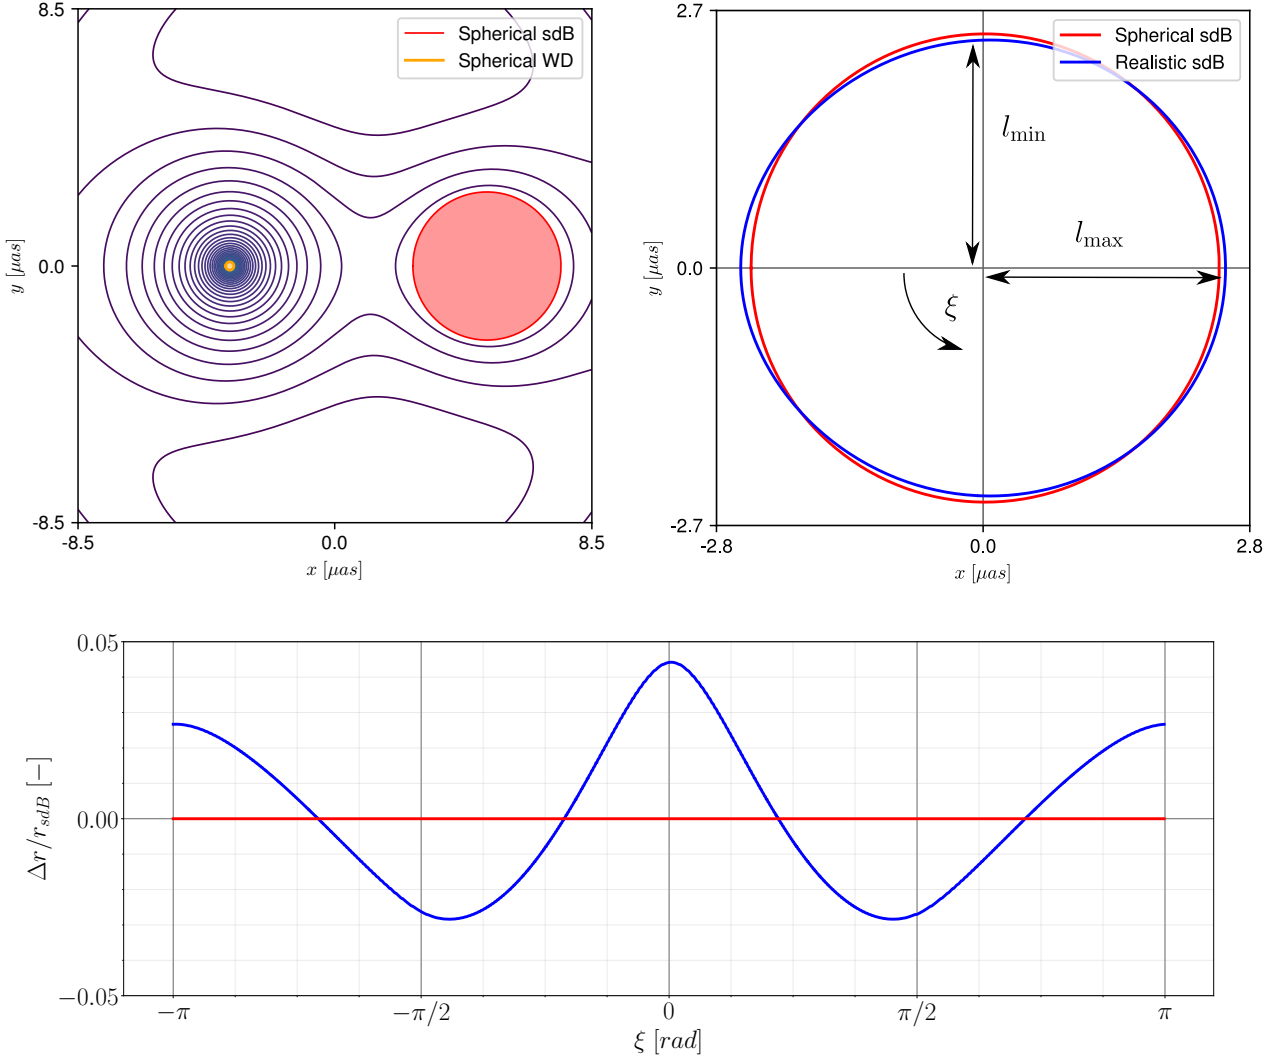 8.5
Spherical sdB
Spherical WD
y [μas]
0.0
-8.5
-8.5
0.0
8.5
x [μas]
2.7
Spherical sdB
Realistic sdB
l_min
l_max
ξ
y [μas]
0.0
-2.7
-2.8
0.0
2.8
x [μas]
0.05
0.00
−0.05
Δr/r_sdB [−]
−π
−π/2
0
π/2
π
ξ [rad]